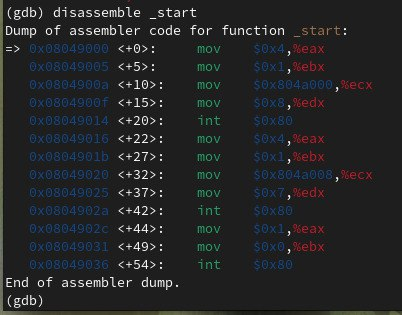 (gdb) disassemble _start
Dump of assembler code for function _start:
=> 0x08049000 <+0>:     mov    $0x4,%eax
   0x08049005 <+5>:     mov    $0x1,%ebx
   0x0804900a <+10>:    mov    $0x804a000,%ecx
   0x0804900f <+15>:    mov    $0x8,%edx
   0x08049014 <+20>:    int    $0x80
   0x08049016 <+22>:    mov    $0x4,%eax
   0x0804901b <+27>:    mov    $0x1,%ebx
   0x08049020 <+32>:    mov    $0x804a008,%ecx
   0x08049025 <+37>:    mov    $0x7,%edx
   0x0804902a <+42>:    int    $0x80
   0x0804902c <+44>:    mov    $0x1,%eax
   0x08049031 <+49>:    mov    $0x0,%ebx
   0x08049036 <+54>:    int    $0x80
End of assembler dump.
(gdb)